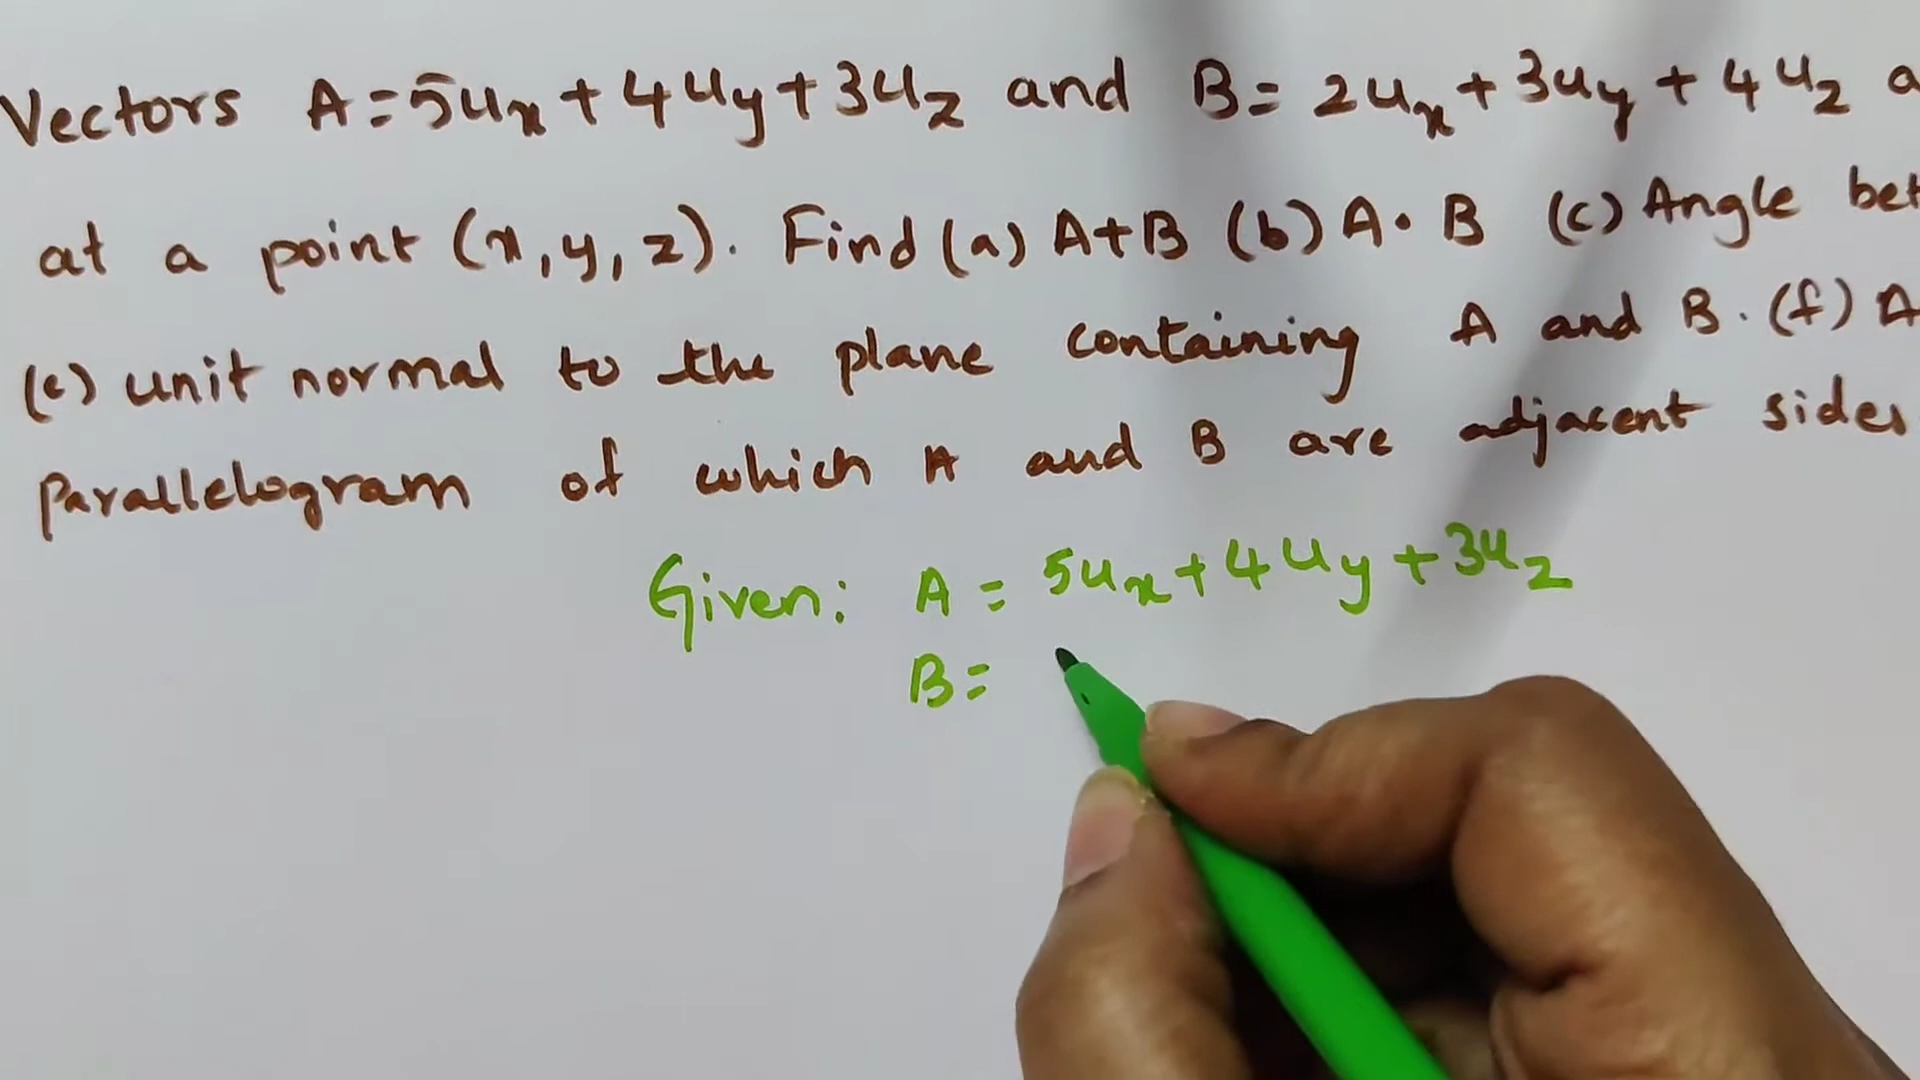 Vectors A=5ux+4uy+3uz and B= 2ux+3uy+4uz a
at a point (x,y,z). Find (a) A+B (b) A·B (c) Angle bet
(e) unit normal to the plane containing A and B. (f) A
Parallelogram of which A and B are adjacent sides
Given: A = 5ux+4uy+3uz
B=